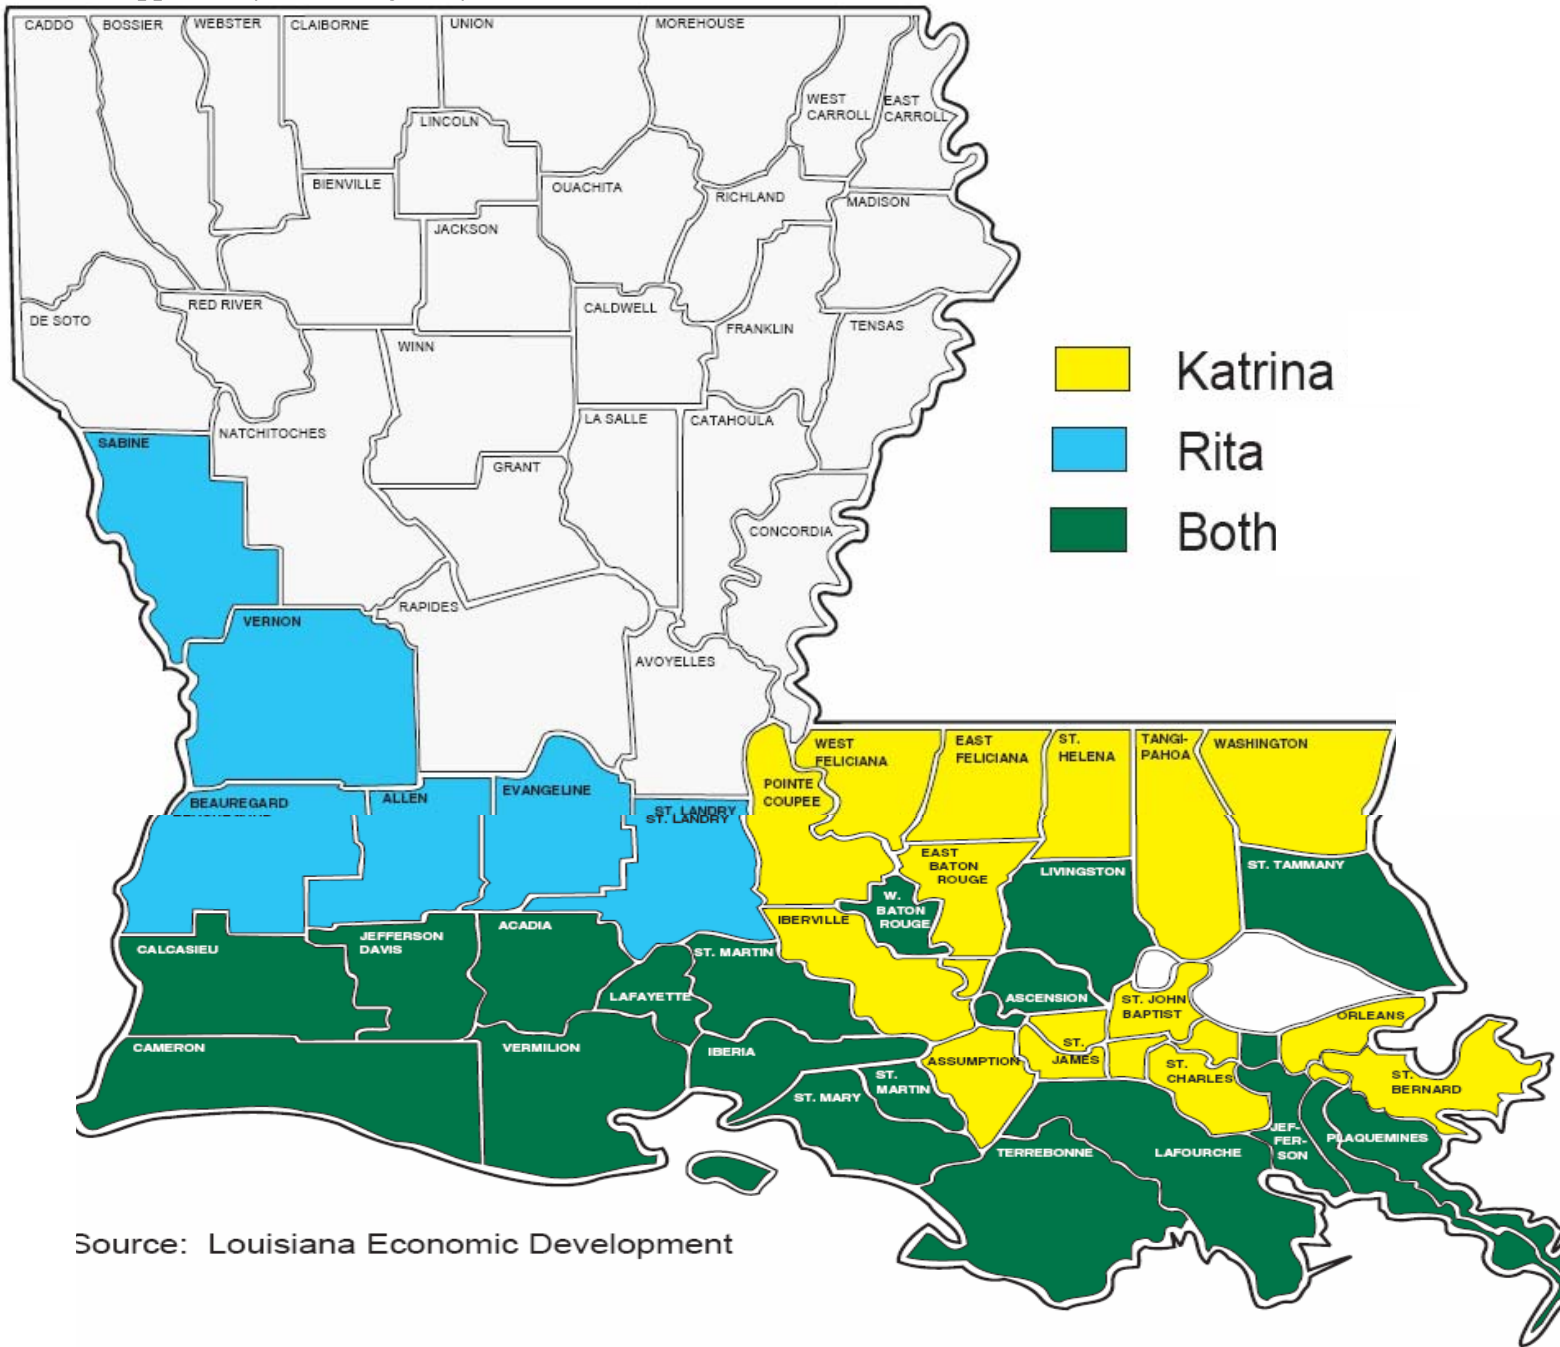 CADDO
BOSSIER
WEBSTER
CLAIBORNE
UNION
MOREHOUSE
WEST
CARROLL
EAST
CARROLL
LINCOLN
BIENVILLE
OUACHITA
RICHLAND
MADISON
JACKSON
RED RIVER
DE SOTO
CALDWELL
FRANKLIN
TENSAS
WINN
Katrina
Rita
Both
SABINE
NATCHITOCHES
LA SALLE
CATAHOULA
GRANT
CONCORDIA
VERNON
RAPIDES
AVOYELLES
WEST
FELICIANA
EAST
FELICIANA
ST.
HELENA
TANGI-
PAHOA
WASHINGTON
POINTE
COUPEE
BEAUREGARD
ALLEN
EVANGELINE
ST. LANDRY
ST. LANDRY
EAST
BATON
ROUGE
LIVINGSTON
ST. TAMMANY
W.
BATON
ROUGE
IBERVILLE
CALCASIEU
JEFFERSON
DAVIS
ACADIA
ST. MARTIN
LAFAYETTE
ASCENSION
ST. JOHN
BAPTIST
ORLEANS
CAMERON
VERMILION
IBERIA
ASSUMPTION
ST.
JAMES
ST.
CHARLES
ST.
BERNARD
ST.
MARTIN
ST. MARY
TERREBONNE
LAFOURCHE
JEF-
FER-
SON
PLAQUEMINES
Source: Louisiana Economic Development